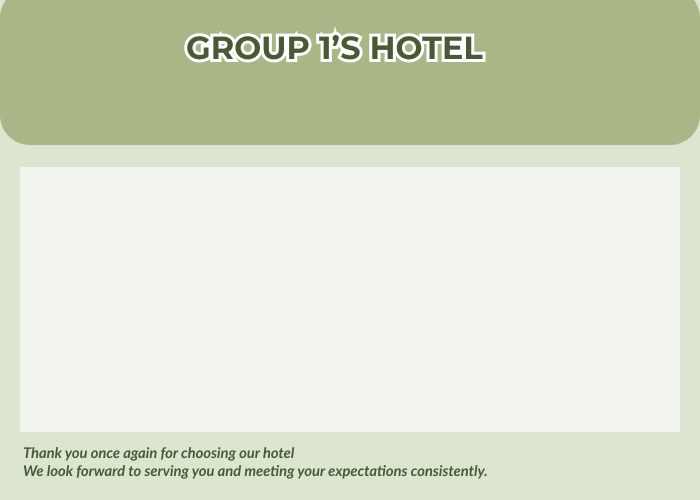 GROUP 1'S HOTEL
Thank you once again for choosing our hotel
We look forward to serving you and meeting your expectations consistently.